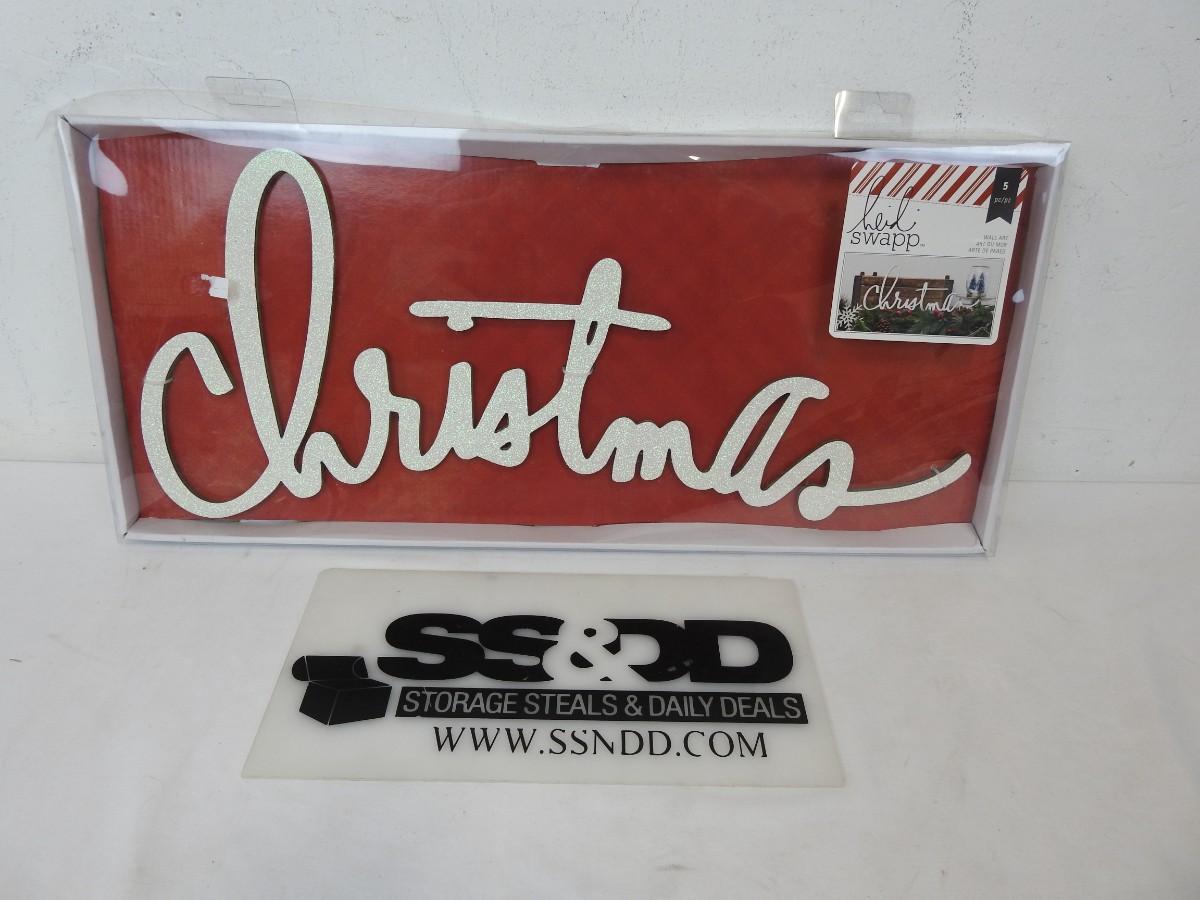 Christmas
5
pc/pz
heidi
swapp™
WALL ART
ART DU MUR
ARTE DE PARED
Christmas
SS&DD
STORAGE STEALS & DAILY DEALS
WWW.SSNDD.COM